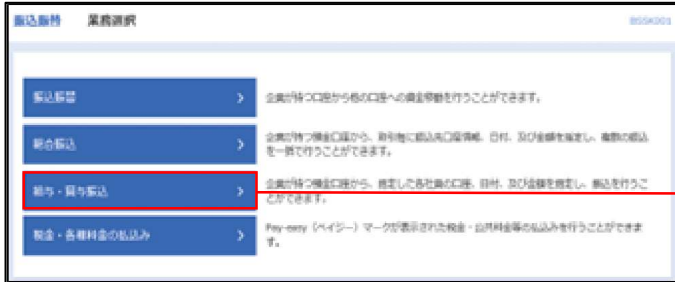 振込振替 業務選択 BSSK001
振込振替
企業が持つ口座から他の口座への資金移動を行うことができます。
総合振込
企業が持つ預金口座から、取引毎に振込先口座情報、日付、及び金額を指定し、複数の振込
を一括で行うことができます。
給与・賞与振込
企業が持つ預金口座から、指定した各社員の口座、日付、及び金額を指定し、振込を行うこ
とができます。
税金・各種料金の払込み
Pay-easy（ペイジー）マークが表示された税金・公共料金等の払込みを行うことができま
す。